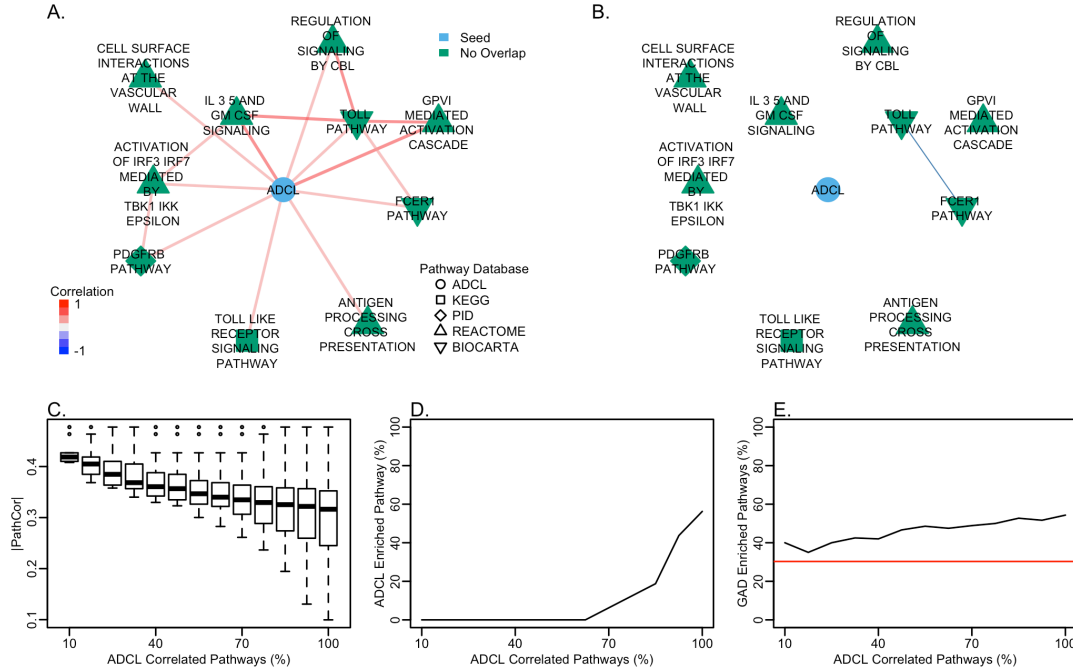 A.
REGULATION
OF
SIGNALING
BY CBL
Seed
No Overlap
CELL SURFACE
INTERACTIONS
AT THE
VASCULAR
WALL
IL 3 5 AND
GM CSF
SIGNALING
TOLL
PATHWAY
GPVI
MEDIATED
ACTIVATION
CASCADE
ACTIVATION
OF IRF3 IRF7
MEDIATED
BY
TBK1 IKK
EPSILON
ADCL
FCER1
PATHWAY
PDGFRB
PATHWAY
Correlation
1
-1
TOLL LIKE
RECEPTOR
SIGNALING
PATHWAY
ANTIGEN
PROCESSING
CROSS
PRESENTATION
Pathway Database
ADCL
KEGG
PID
REACTOME
BIOCARTA
B.
REGULATION
OF
SIGNALING
BY CBL
CELL SURFACE
INTERACTIONS
AT THE
VASCULAR
WALL
IL 3 5 AND
GM CSF
SIGNALING
TOLL
PATHWAY
GPVI
MEDIATED
ACTIVATION
CASCADE
ACTIVATION
OF IRF3 IRF7
MEDIATED
BY
TBK1 IKK
EPSILON
ADCL
FCER1
PATHWAY
PDGFRB
PATHWAY
TOLL LIKE
RECEPTOR
SIGNALING
PATHWAY
ANTIGEN
PROCESSING
CROSS
PRESENTATION
C.
|PathCor|
0.4
0.3
0.2
0.1
10 40 70 100
ADCL Correlated Pathways (%)
D.
ADCL Enriched Pathway (%)
100
80
60
40
20
0
10 40 70 100
ADCL Correlated Pathways (%)
E.
GAD Enriched Pathways (%)
100
80
60
40
20
0
10 40 70 100
ADCL Correlated Pathways (%)